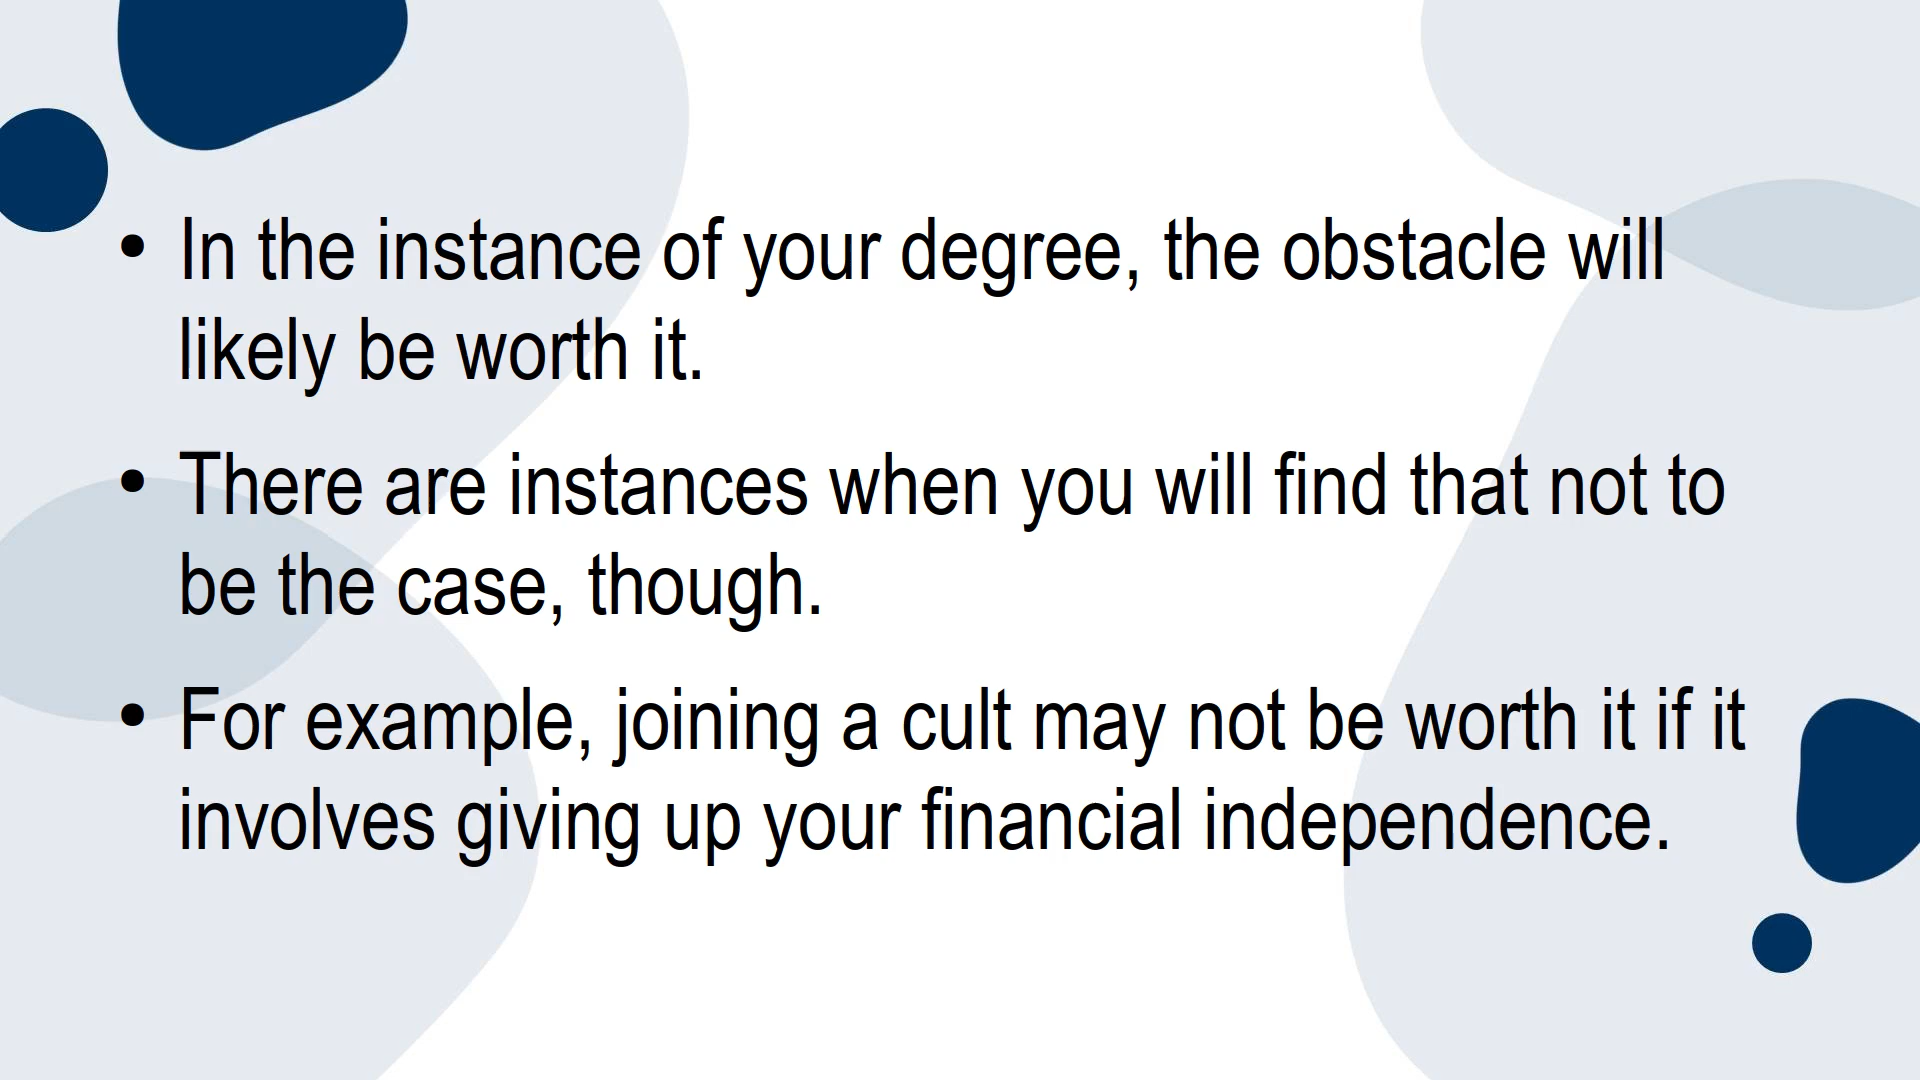 • In the instance of your degree, the obstacle will
likely be worth it.
• There are instances when you will find that not to
be the case, though.
• For example, joining a cult may not be worth it if it
involves giving up your financial independence.